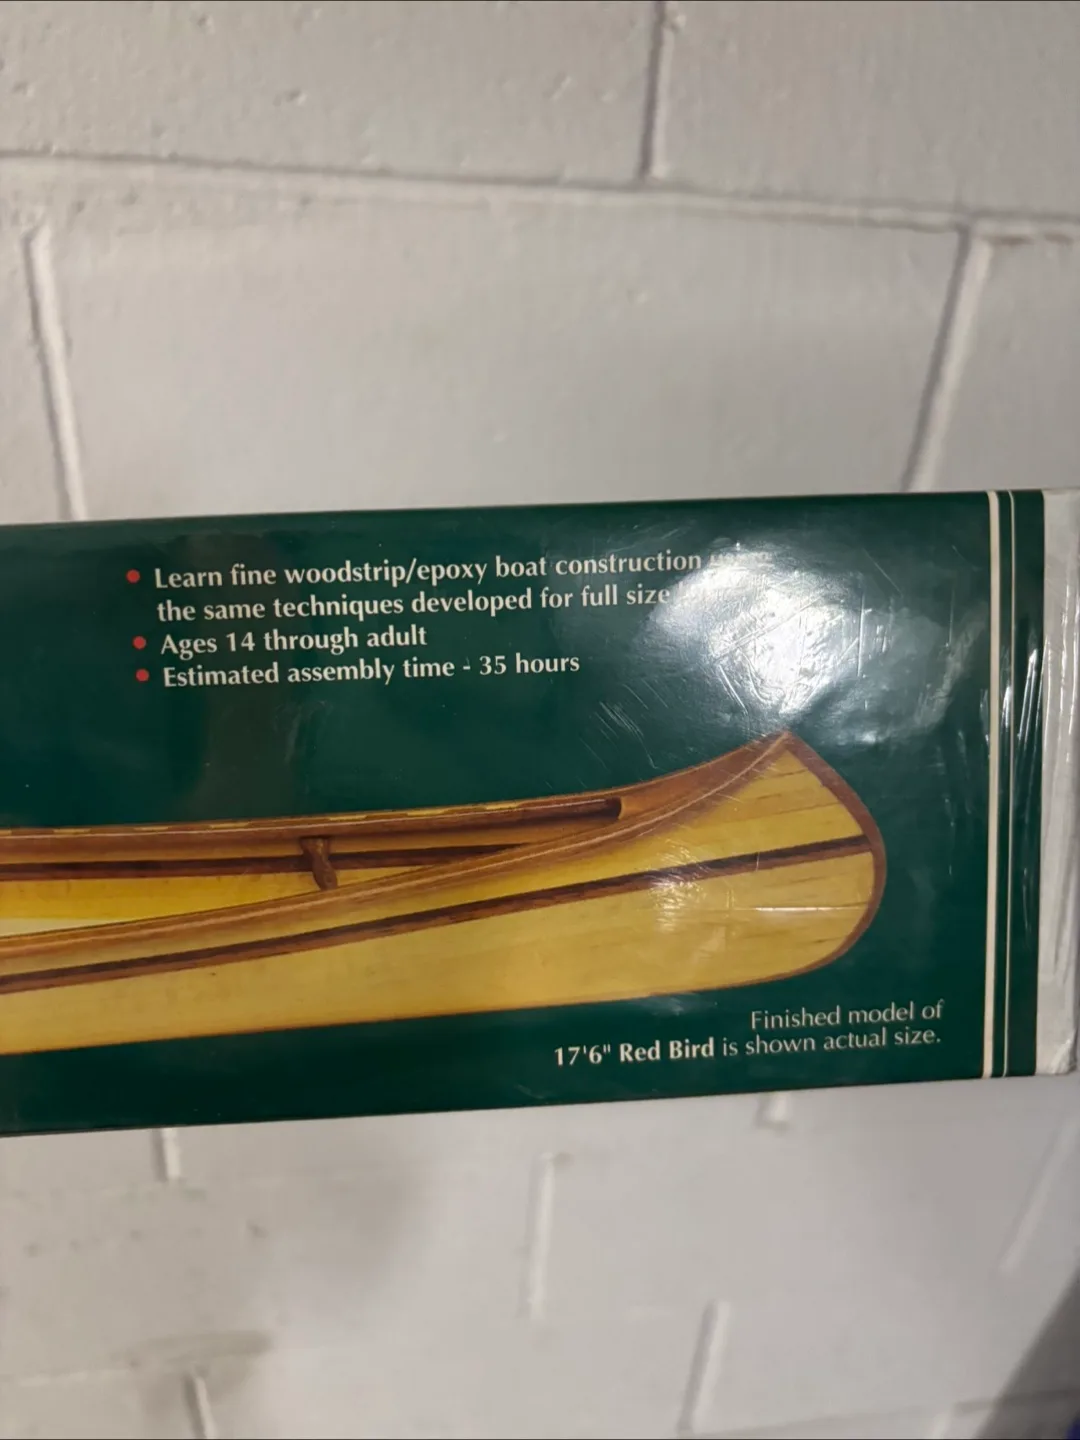 • Learn fine woodstrip/epoxy boat construction
the same techniques developed for full size
• Ages 14 through adult
• Estimated assembly time - 35 hours
Finished model of
17'6" Red Bird is shown actual size.